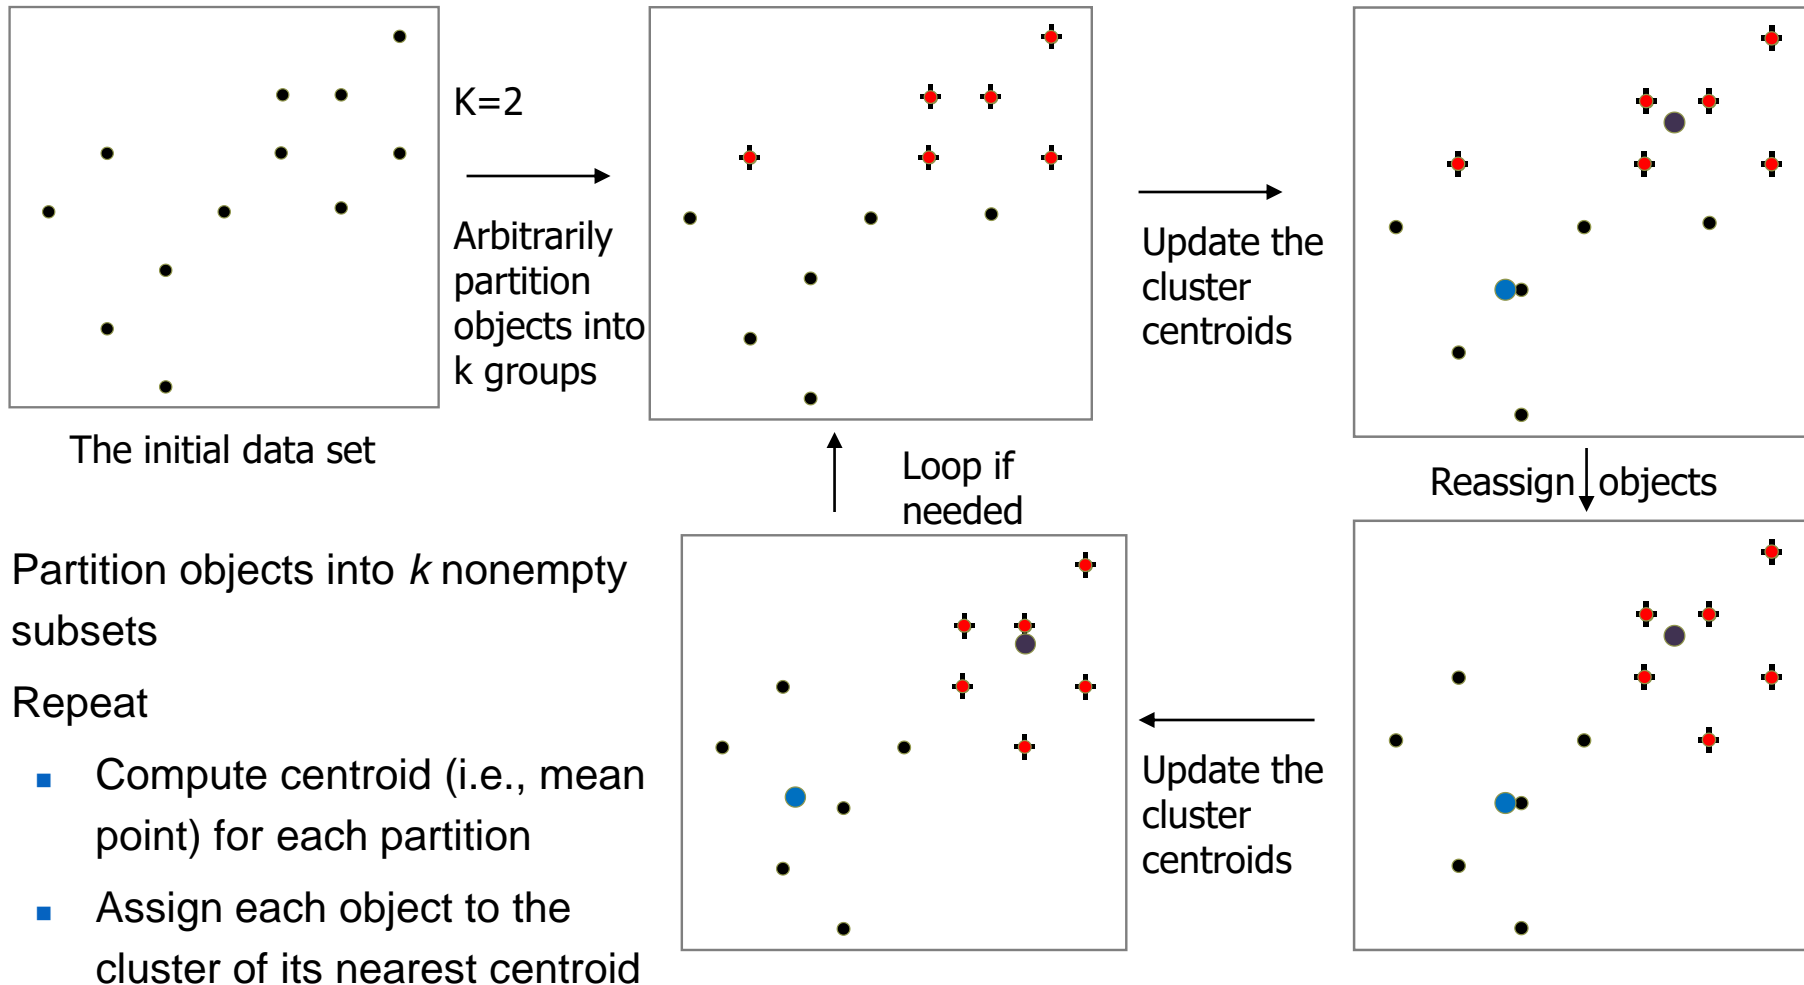 K=2
Arbitrarily
partition
objects into
k groups
Update the
cluster
centroids
The initial data set
Loop if
needed
Reassign objects
Update the
cluster
centroids
Partition objects into k nonempty
subsets
Repeat
Compute centroid (i.e., mean
point) for each partition
Assign each object to the
cluster of its nearest centroid